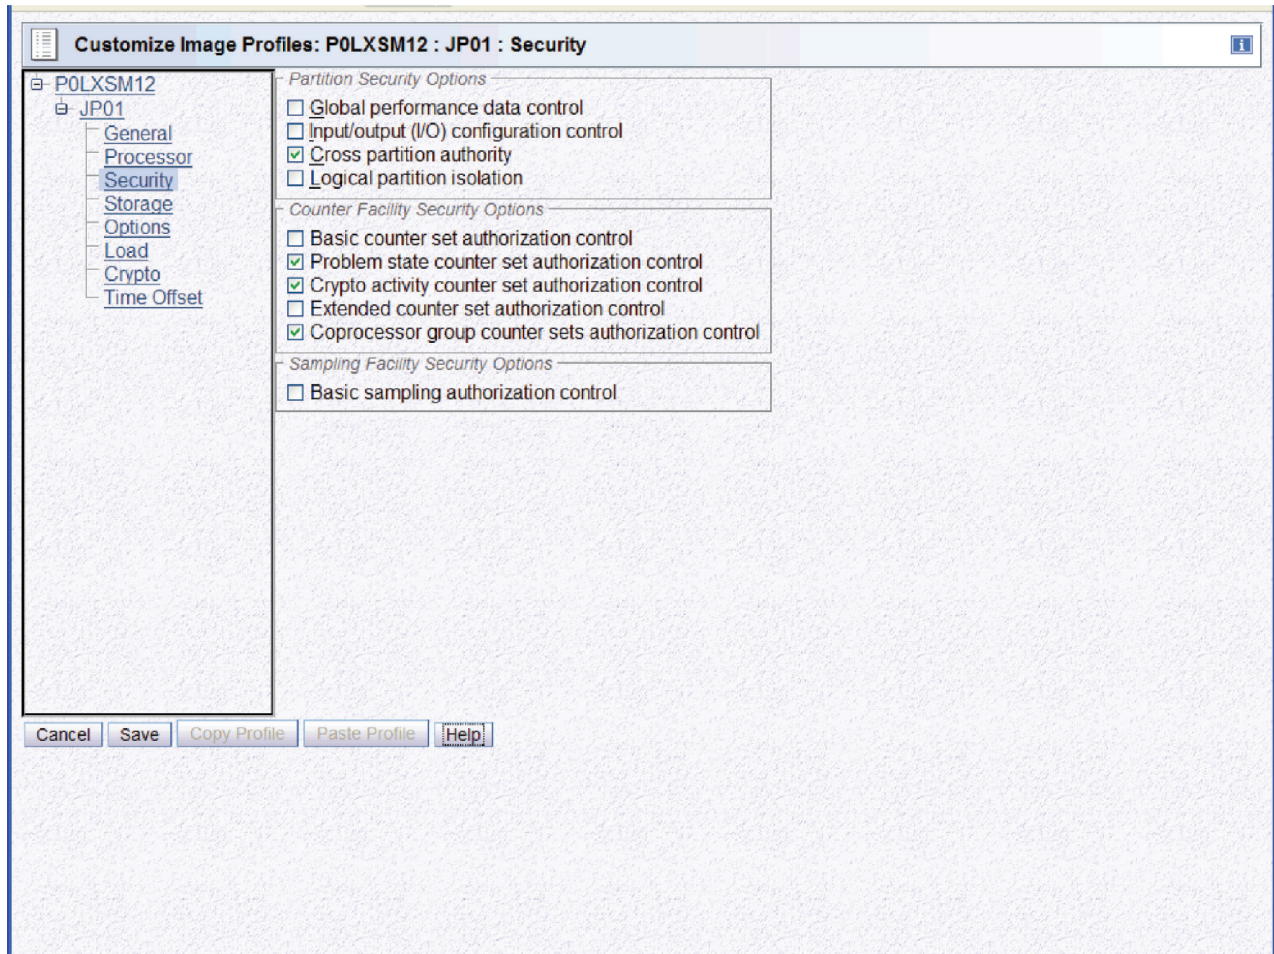 Customize Image Profiles: P0LXSM12 : JP01 : Security
i
P0LXSM12
JP01
General
Processor
Security
Storage
Options
Load
Crypto
Time Offset
Partition Security Options
Global performance data control
Input/output (I/O) configuration control
Cross partition authority
Logical partition isolation
Counter Facility Security Options
Basic counter set authorization control
Problem state counter set authorization control
Crypto activity counter set authorization control
Extended counter set authorization control
Coprocessor group counter sets authorization control
Sampling Facility Security Options
Basic sampling authorization control
Cancel Save Copy Profile Paste Profile Help